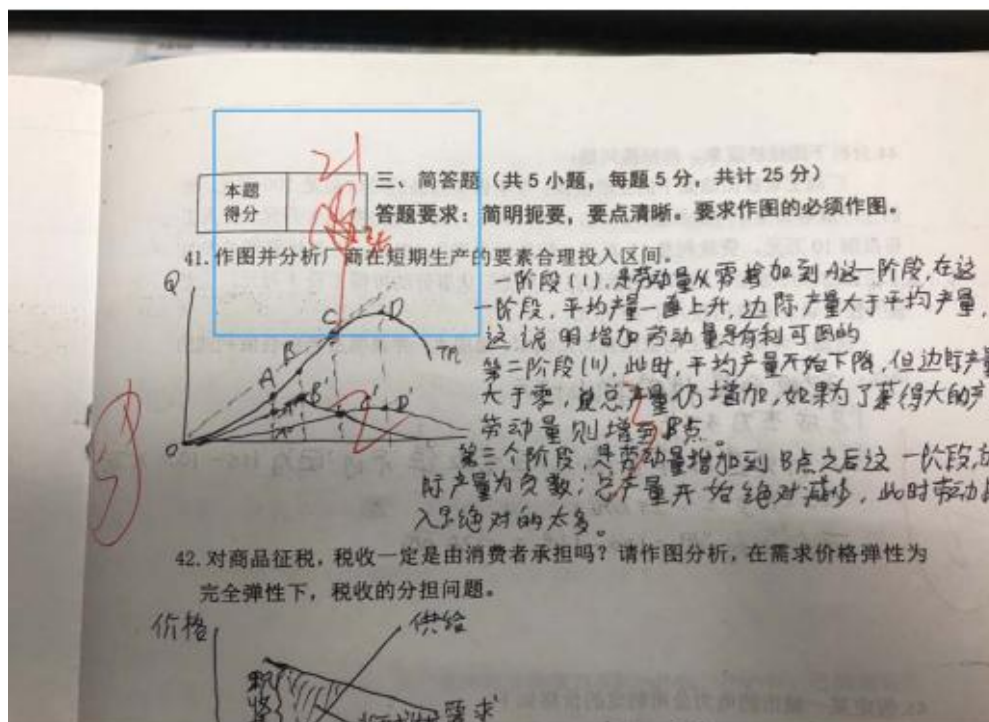 21
本题
得分
三、简答题（共5小题，每题5分，共计25分）
答题要求：简明扼要，要点清晰。要求作图的必须作图。
41.作图并分析厂商在短期生产的要素合理投入区间。
一阶段(I)，是劳动量从零增加到A这一阶段，在这
一阶段，平均产量一直上升，边际产量大于平均产量，
这说明增加劳动量是有利可图的
第二阶段(II)，此时，平均产量开始下降，但边际产量
大于零，总产量仍增加，如果为了获得大的产
劳动量则增至B点。
第三个阶段，是劳动量增加到B点之后这一阶段，
际产量为负数；总产量开始绝对减少，此时劳动
入是绝对的太多。
Q
C
D
B
A
B'
D'
O
2
3
42.对商品征税，税收一定是由消费者承担吗？请作图分析，在需求价格弹性为
完全弹性下，税收的分担问题。
价格
供给
需求